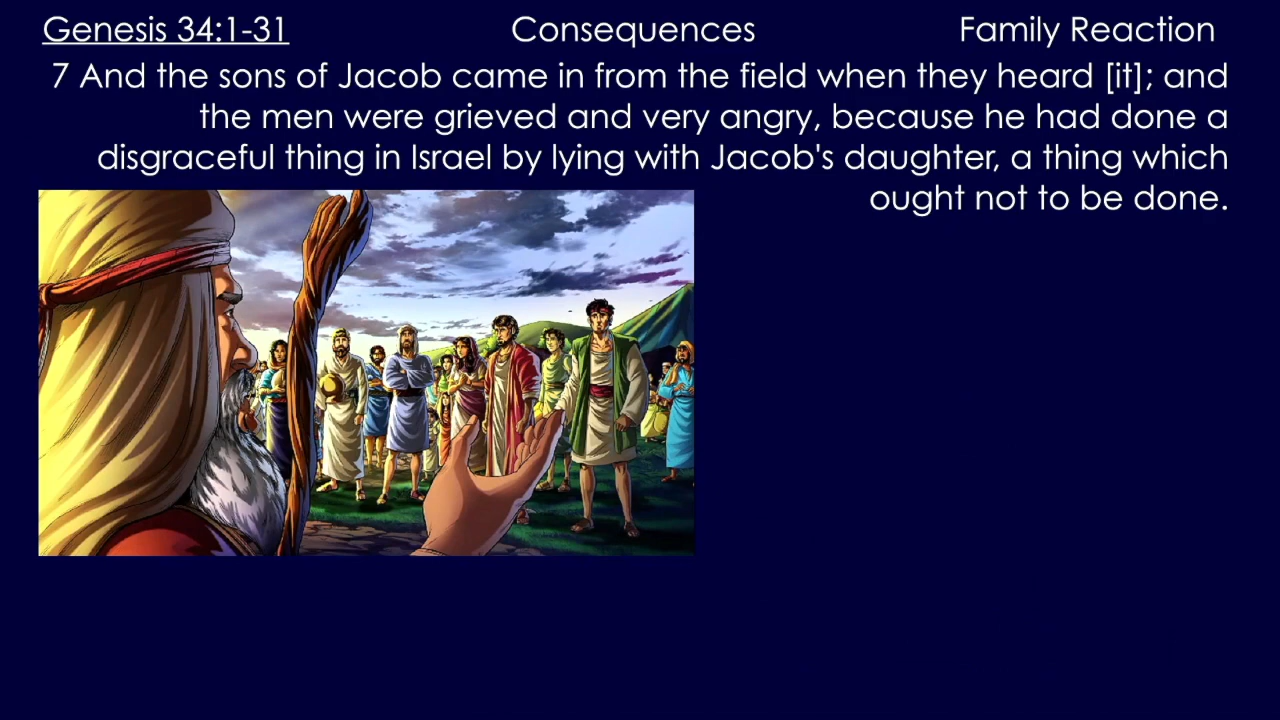 Genesis 34:1-31 Consequences Family Reaction
7 And the sons of Jacob came in from the field when they heard [it]; and
the men were grieved and very angry, because he had done a
disgraceful thing in Israel by lying with Jacob's daughter, a thing which
ought not to be done.